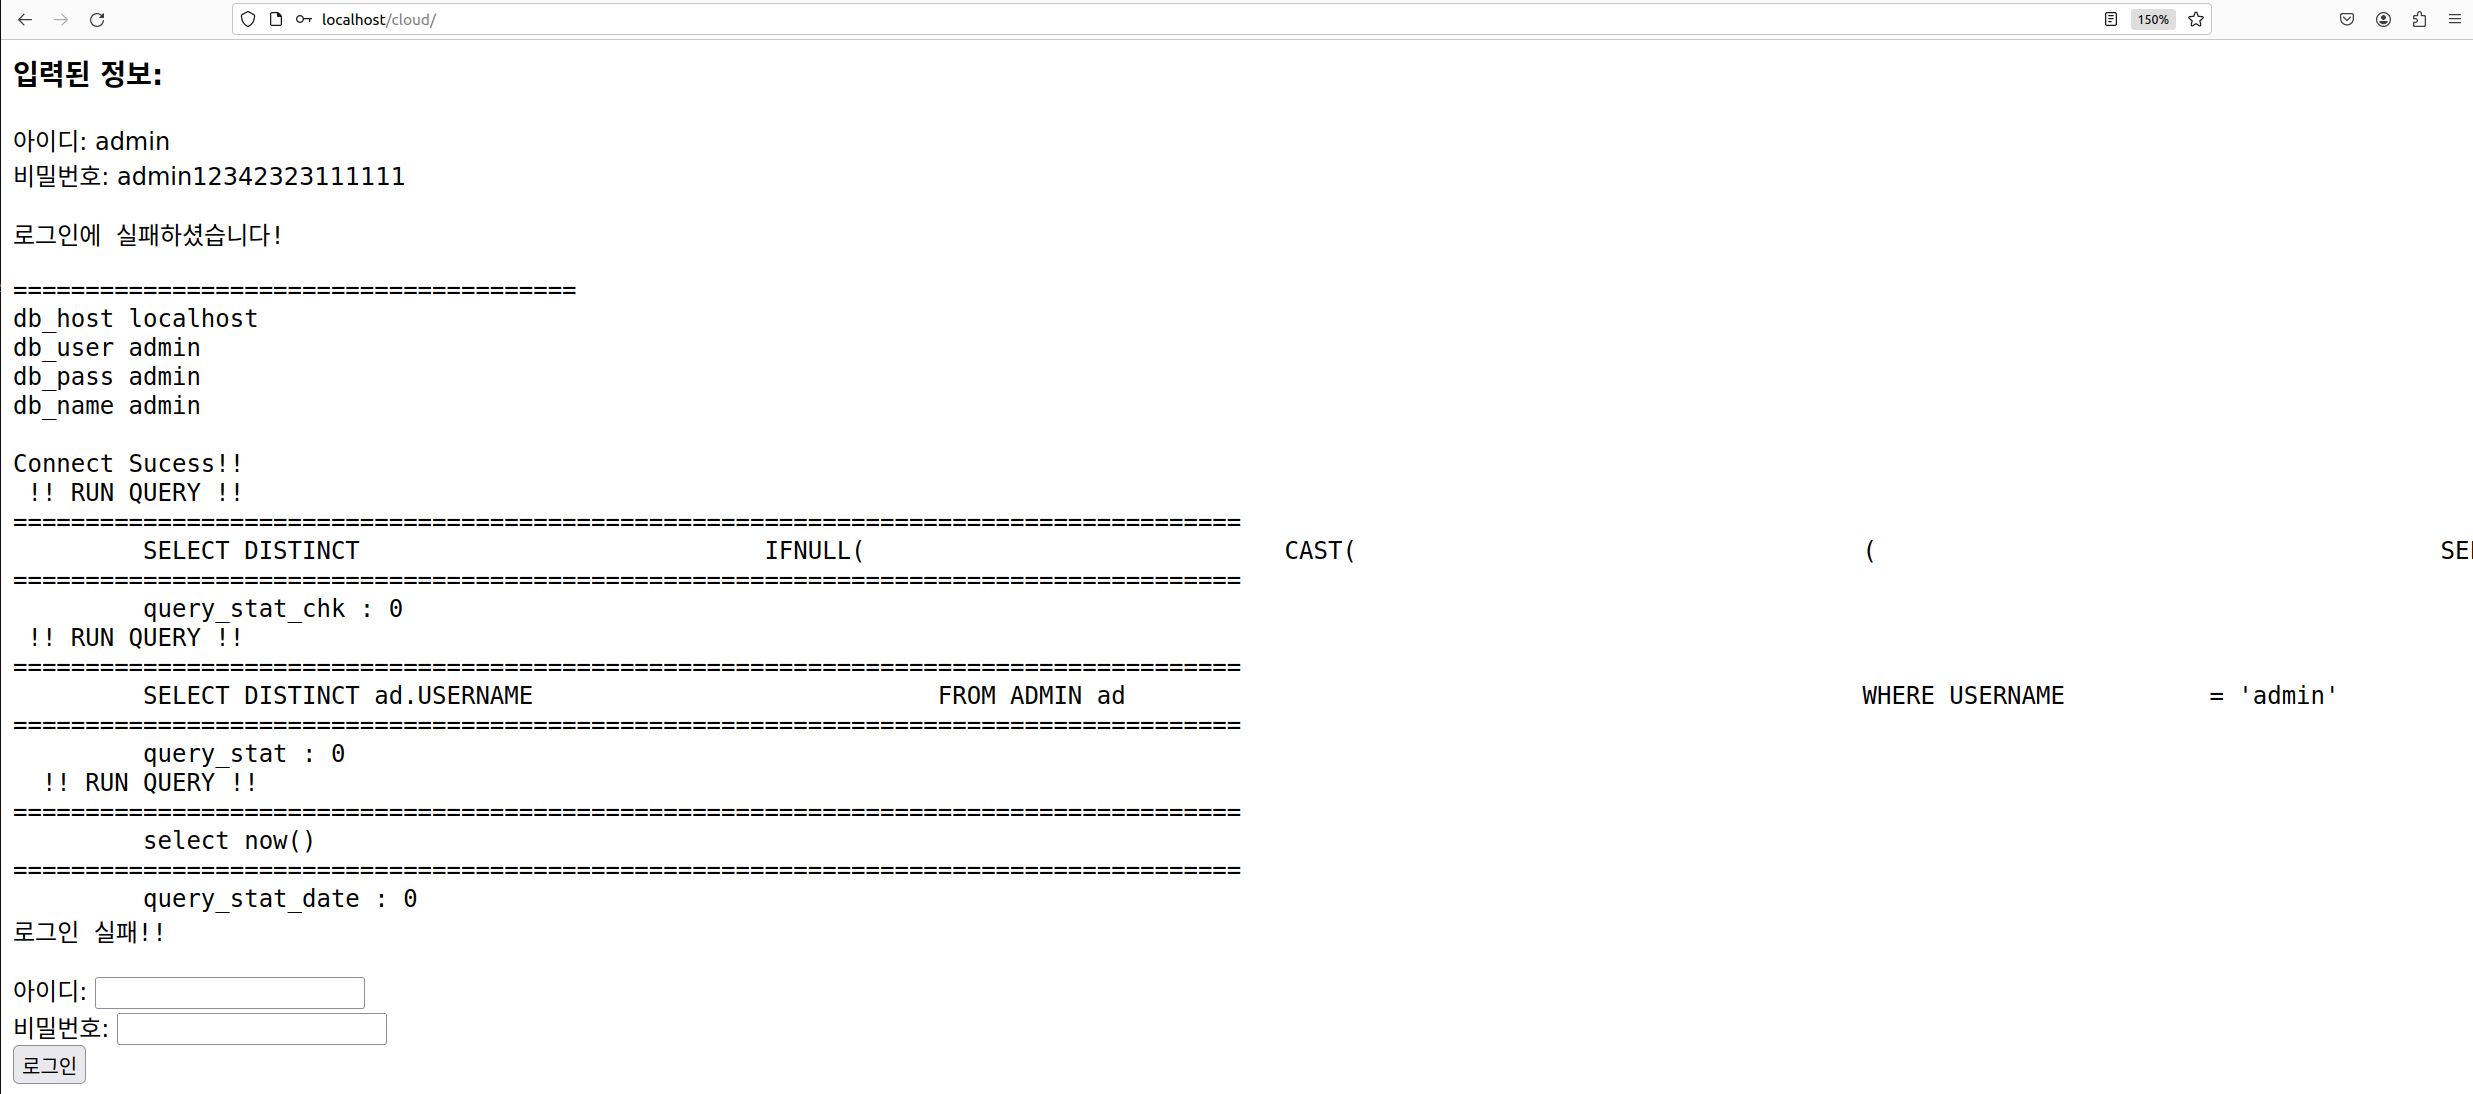 localhost/cloud/
150%
입력된 정보:
아이디: admin
비밀번호: admin12342323111111
로그인에 실패하셨습니다!
=======================================
db_host localhost
db_user admin
db_pass admin
db_name admin
Connect Sucess!!
!! RUN QUERY !!
=====================================================================================
SELECT DISTINCT IFNULL( CAST( (
=====================================================================================
query_stat_chk : 0
!! RUN QUERY !!
=====================================================================================
SELECT DISTINCT ad.USERNAME FROM ADMIN ad WHERE USERNAME = 'admin'
=====================================================================================
query_stat : 0
!! RUN QUERY !!
=====================================================================================
select now()
=====================================================================================
query_stat_date : 0
로그인 실패!!
아이디:
비밀번호:
로그인